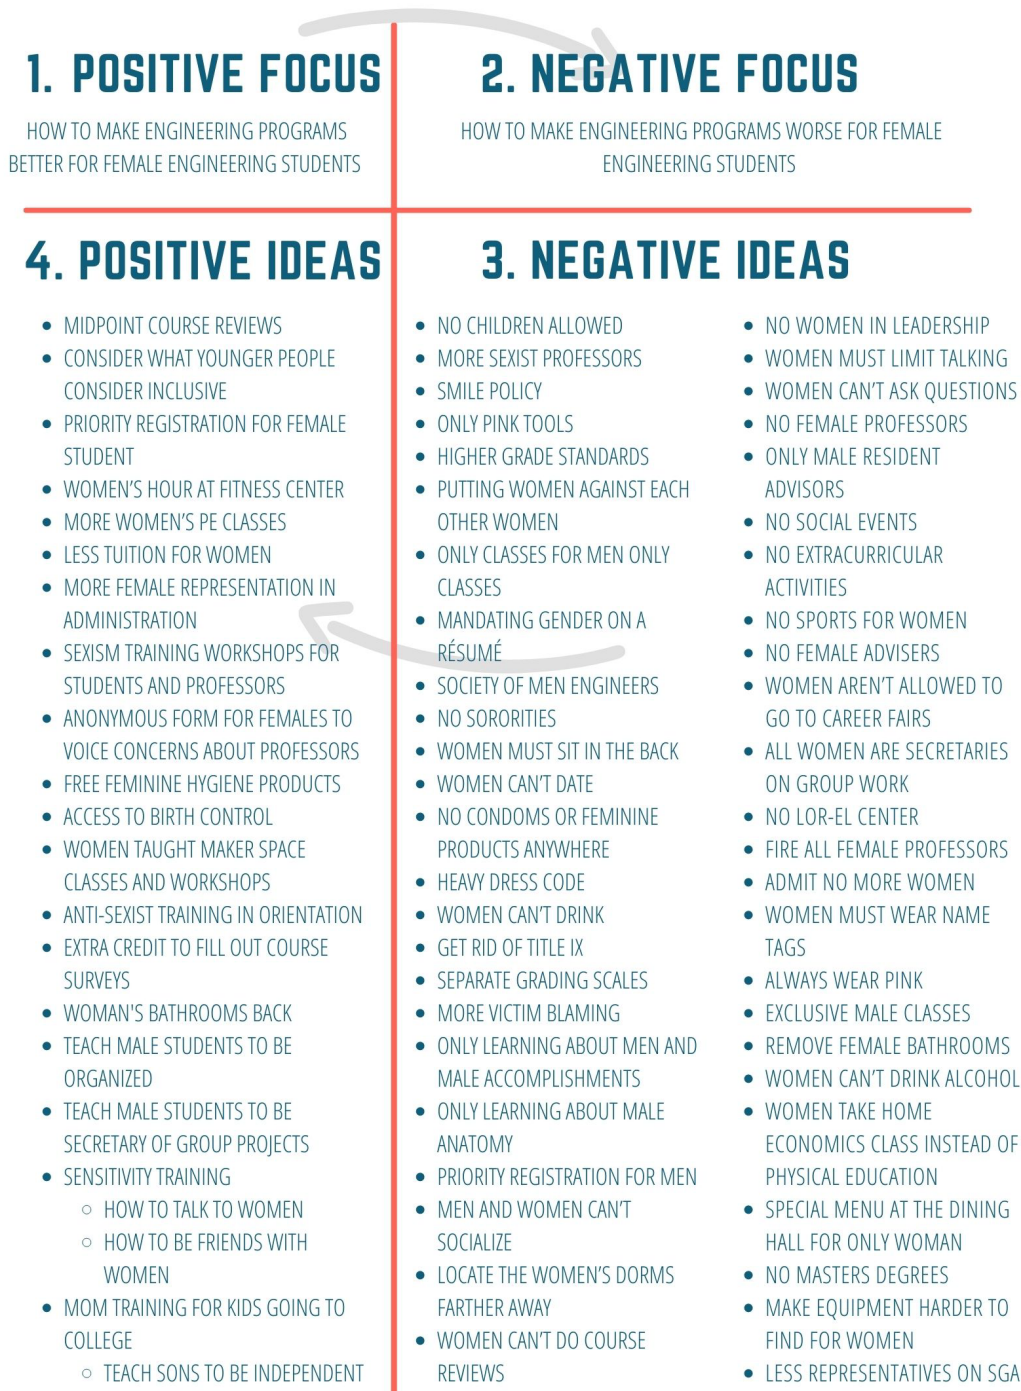 1. POSITIVE FOCUS
HOW TO MAKE ENGINEERING PROGRAMS
BETTER FOR FEMALE ENGINEERING STUDENTS
2. NEGATIVE FOCUS
HOW TO MAKE ENGINEERING PROGRAMS WORSE FOR FEMALE
ENGINEERING STUDENTS
4. POSITIVE IDEAS
• MIDPOINT COURSE REVIEWS
• CONSIDER WHAT YOUNGER PEOPLE
CONSIDER INCLUSIVE
• PRIORITY REGISTRATION FOR FEMALE
STUDENT
• WOMEN'S HOUR AT FITNESS CENTER
• MORE WOMEN'S PE CLASSES
• LESS TUITION FOR WOMEN
• MORE FEMALE REPRESENTATION IN
ADMINISTRATION
• SEXISM TRAINING WORKSHOPS FOR
STUDENTS AND PROFESSORS
• ANONYMOUS FORM FOR FEMALES TO
VOICE CONCERNS ABOUT PROFESSORS
• FREE FEMININE HYGIENE PRODUCTS
• ACCESS TO BIRTH CONTROL
• WOMEN TAUGHT MAKER SPACE
CLASSES AND WORKSHOPS
• ANTI-SEXIST TRAINING IN ORIENTATION
• EXTRA CREDIT TO FILL OUT COURSE
SURVEYS
• WOMAN'S BATHROOMS BACK
• TEACH MALE STUDENTS TO BE
ORGANIZED
• TEACH MALE STUDENTS TO BE
SECRETARY OF GROUP PROJECTS
• SENSITIVITY TRAINING
○ HOW TO TALK TO WOMEN
○ HOW TO BE FRIENDS WITH
WOMEN
• MOM TRAINING FOR KIDS GOING TO
COLLEGE
○ TEACH SONS TO BE INDEPENDENT
3. NEGATIVE IDEAS
• NO CHILDREN ALLOWED
• MORE SEXIST PROFESSORS
• SMILE POLICY
• ONLY PINK TOOLS
• HIGHER GRADE STANDARDS
• PUTTING WOMEN AGAINST EACH
OTHER WOMEN
• ONLY CLASSES FOR MEN ONLY
CLASSES
• MANDATING GENDER ON A
RÉSUMÉ
• SOCIETY OF MEN ENGINEERS
• NO SORORITIES
• WOMEN MUST SIT IN THE BACK
• WOMEN CAN'T DATE
• NO CONDOMS OR FEMININE
PRODUCTS ANYWHERE
• HEAVY DRESS CODE
• WOMEN CAN'T DRINK
• GET RID OF TITLE IX
• SEPARATE GRADING SCALES
• MORE VICTIM BLAMING
• ONLY LEARNING ABOUT MEN AND
MALE ACCOMPLISHMENTS
• ONLY LEARNING ABOUT MALE
ANATOMY
• PRIORITY REGISTRATION FOR MEN
• MEN AND WOMEN CAN'T
SOCIALIZE
• LOCATE THE WOMEN'S DORMS
FARTHER AWAY
• WOMEN CAN'T DO COURSE
REVIEWS
• NO WOMEN IN LEADERSHIP
• WOMEN MUST LIMIT TALKING
• WOMEN CAN'T ASK QUESTIONS
• NO FEMALE PROFESSORS
• ONLY MALE RESIDENT
ADVISORS
• NO SOCIAL EVENTS
• NO EXTRACURRICULAR
ACTIVITIES
• NO SPORTS FOR WOMEN
• NO FEMALE ADVISERS
• WOMEN AREN'T ALLOWED TO
GO TO CAREER FAIRS
• ALL WOMEN ARE SECRETARIES
ON GROUP WORK
• NO LOR-EL CENTER
• FIRE ALL FEMALE PROFESSORS
• ADMIT NO MORE WOMEN
• WOMEN MUST WEAR NAME
TAGS
• ALWAYS WEAR PINK
• EXCLUSIVE MALE CLASSES
• REMOVE FEMALE BATHROOMS
• WOMEN CAN'T DRINK ALCOHOL
• WOMEN TAKE HOME
ECONOMICS CLASS INSTEAD OF
PHYSICAL EDUCATION
• SPECIAL MENU AT THE DINING
HALL FOR ONLY WOMAN
• NO MASTERS DEGREES
• MAKE EQUIPMENT HARDER TO
FIND FOR WOMEN
• LESS REPRESENTATIVES ON SGA